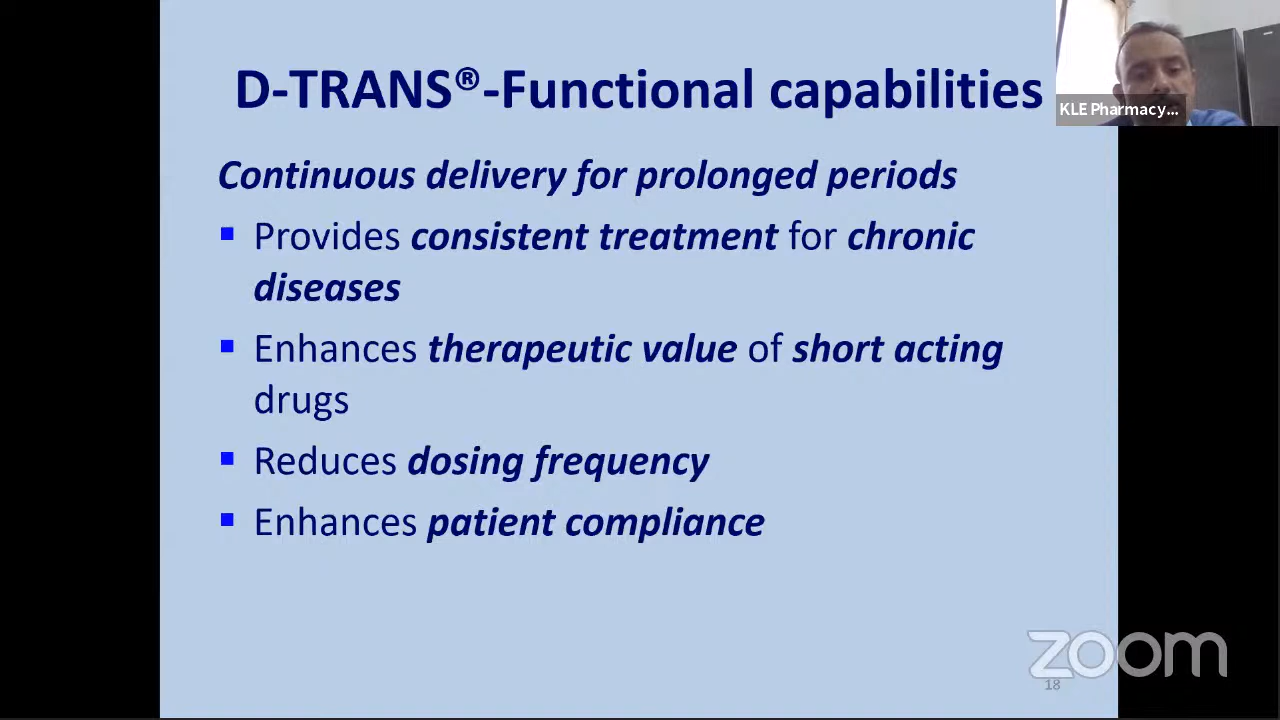 D-TRANS®-Functional capabilities
KLE Pharmacy...
Continuous delivery for prolonged periods
▪ Provides consistent treatment for chronic
diseases
▪ Enhances therapeutic value of short acting
drugs
▪ Reduces dosing frequency
▪ Enhances patient compliance
zoom
18